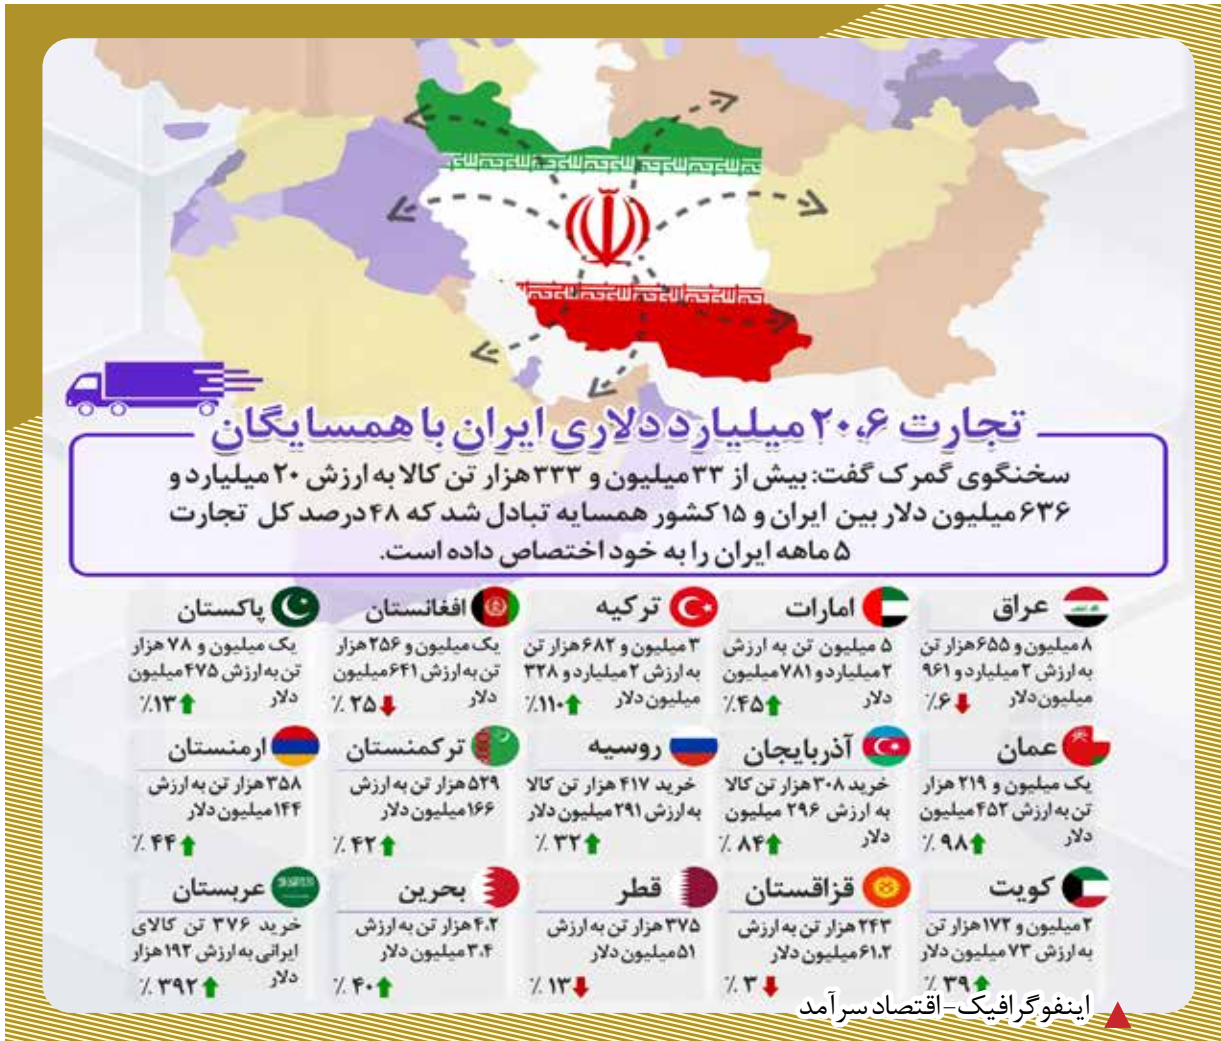 تجارت ۲۰.۶ میلیارد دلاری ایران با همسایگان
سخنگوی گمرک گفت: بیش از ۳۳ میلیون و ۳۳۳ هزار تن کالا به ارزش ۲۰ میلیارد و
۶۳۶ میلیون دلار بین ایران و ۱۵ کشور همسایه تبادل شد که ۴۸ درصد کل تجارت
۵ ماهه ایران را به خود اختصاص داده است.
عراق
۸ میلیون و ۶۵۵ هزار تن
به ارزش ۲ میلیارد و ۹۶۱
میلیون دلار
٪۶
امارات
۵ میلیون تن به ارزش
۲ میلیارد و ۷۸۱ میلیون
دلار
٪۴۵
ترکیه
۳ میلیون و ۶۸۲ هزار تن
به ارزش ۲ میلیارد و ۳۲۸
میلیون دلار
٪۱۱۰
افغانستان
یک میلیون و ۲۵۶ هزار
تن به ارزش ۶۴۱ میلیون
دلار
٪ ۲۵
پاکستان
یک میلیون و ۷۸ هزار
تن به ارزش ۴۷۵ میلیون
دلار
٪۱۳
عمان
یک میلیون و ۲۱۹ هزار
تن به ارزش ۴۵۲ میلیون
دلار
٪ ۹۸
آذربایجان
خرید ۳۰۸ هزار تن کالا
به ارزش ۲۹۶ میلیون
دلار
٪ ۸۴
روسیه
خرید ۴۱۷ هزار تن کالا
به ارزش ۲۹۱ میلیون دلار
٪ ۳۲
ترکمنستان
۵۲۹ هزار تن به ارزش
۱۶۶ میلیون دلار
٪ ۴۲
ارمنستان
۳۵۸ هزار تن به ارزش
۱۴۴ میلیون دلار
٪ ۴۴
کویت
۲ میلیون و ۱۷۲ هزار تن
به ارزش ۷۳ میلیون دلار
٪ ۳۹
قزاقستان
۲۴۳ هزار تن به ارزش
۶۱.۲ میلیون دلار
٪ ۳
قطر
۳۷۵ هزار تن به ارزش
۵۱ میلیون دلار
٪ ۱۳
بحرین
۴.۲ هزار تن به ارزش
۳.۴ میلیون دلار
٪ ۴۰
عربستان
خرید ۳۷۶ تن کالای
ایرانی به ارزش ۱۹۲ هزار
دلار
٪ ۳۹۲
اینفوگرافیک-اقتصاد سرآمد